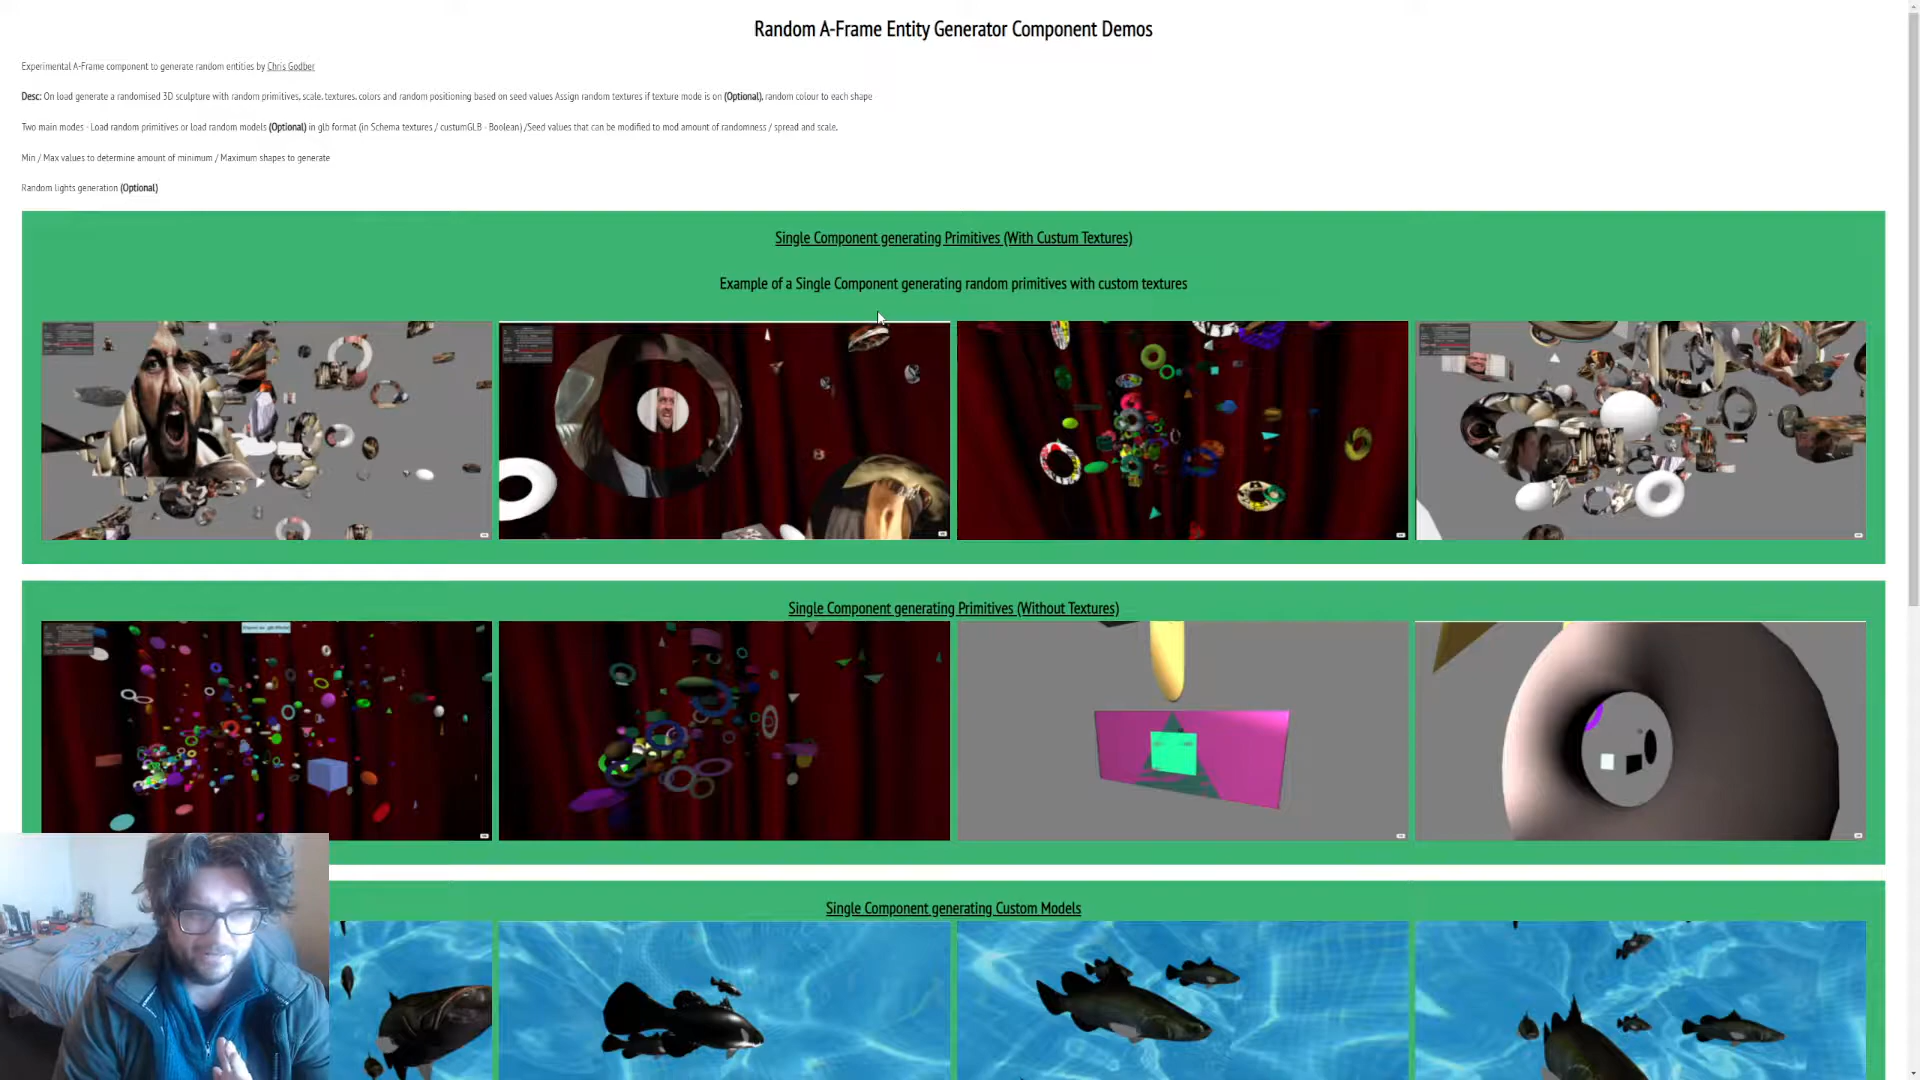 Random A-Frame Entity Generator Component Demos
Experimental A-Frame component to generate random entities by Chris Godber
Desc: On load generate a randomised 3D sculpture with random primitives, scale, textures, colors and random positioning based on seed values Assign random textures if texture mode is on (Optional), random colour to each shape
Two main modes - Load random primitives or load random models (Optional) in glb format (in Schema textures / custumGLB - Boolean) /Seed values that can be modified to mod amount of randomness / spread and scale.
Min / Max values to determine amount of minimum / Maximum shapes to generate
Random lights generation (Optional)
Single Component generating Primitives (With Custum Textures)
Example of a Single Component generating random primitives with custom textures
Single Component generating Primitives (Without Textures)
Single Component generating Custom Models